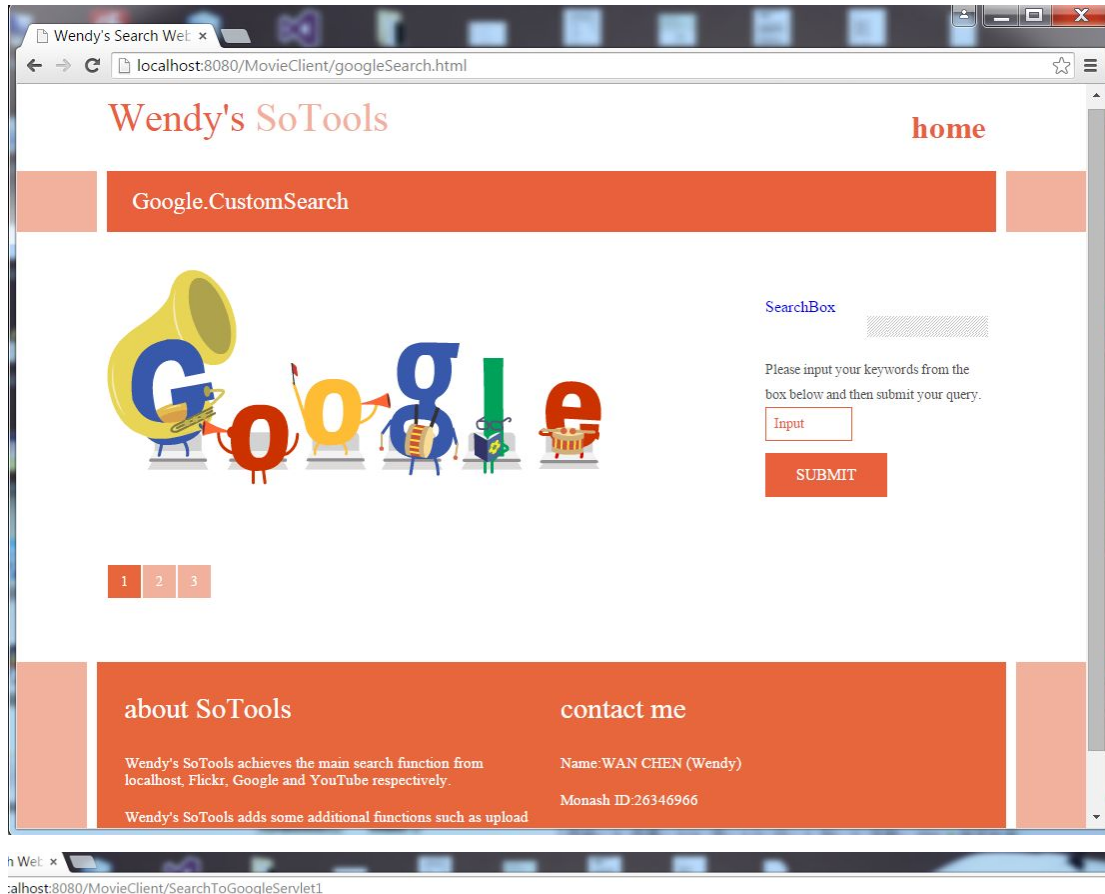 Wendy's Search Web
localhost:8080/MovieClient/googleSearch.html
Wendy's SoTools
home
Google.CustomSearch
Google
SearchBox
Please input your keywords from the
box below and then submit your query.
Input
SUBMIT
1 2 3
about SoTools
contact me
Wendy's SoTools achieves the main search function from
localhost, Flickr, Google and YouTube respectively.
Name:WAN CHEN (Wendy)
Monash ID:26346966
Wendy's SoTools adds some additional functions such as upload
h Web
calhost:8080/MovieClient/SearchToGoogleServlet1